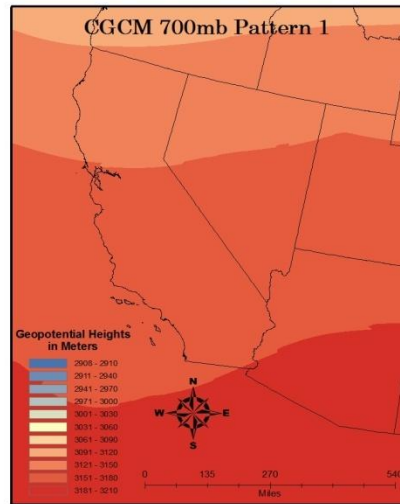 CGCM 700mb Pattern 1
Geopotential Heights
in Meters
2908 - 2910
2911 - 2940
2941 - 2970
2971 - 3000
3001 - 3030
3031 - 3060
3061 - 3090
3091 - 3120
3121 - 3150
3151 - 3180
3181 - 3210
N
W E
S
0 135 270 540
Miles